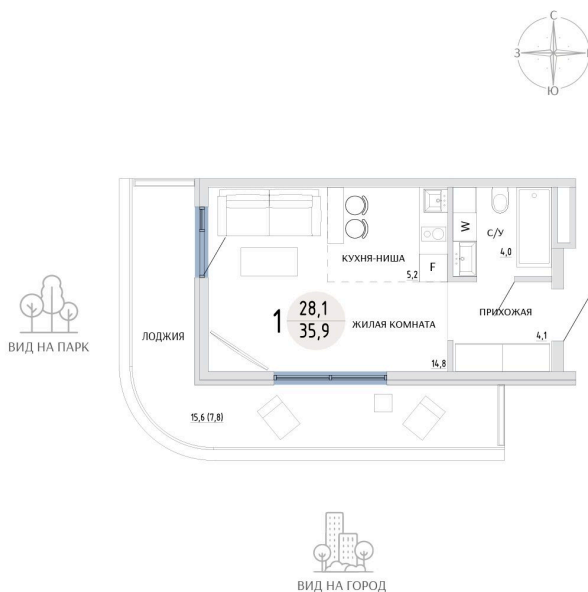 С
З
Ю
W
С/У
4,0
КУХНЯ-НИША
5,2
F
ПРИХОЖАЯ
4,1
1
28,1
35,9
ЖИЛАЯ КОМНАТА
14,8
ЛОДЖИЯ
15,6 (7,8)
ВИД НА ПАРК
ВИД НА ГОРОД